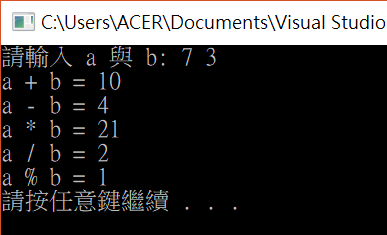 C:\Users\ACER\Documents\Visual Studio
請輸入 a 與 b: 7 3
a + b = 10
a - b = 4
a * b = 21
a / b = 2
a % b = 1
請按任意鍵繼續 . . .